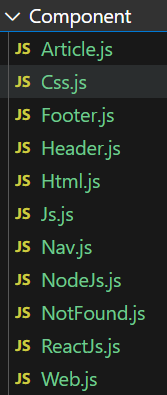 Component
JS Article.js
JS Css.js
JS Footer.js
JS Header.js
JS Html.js
JS Js.js
JS Nav.js
JS NodeJs.js
JS NotFound.js
JS ReactJs.js
JS Web.js